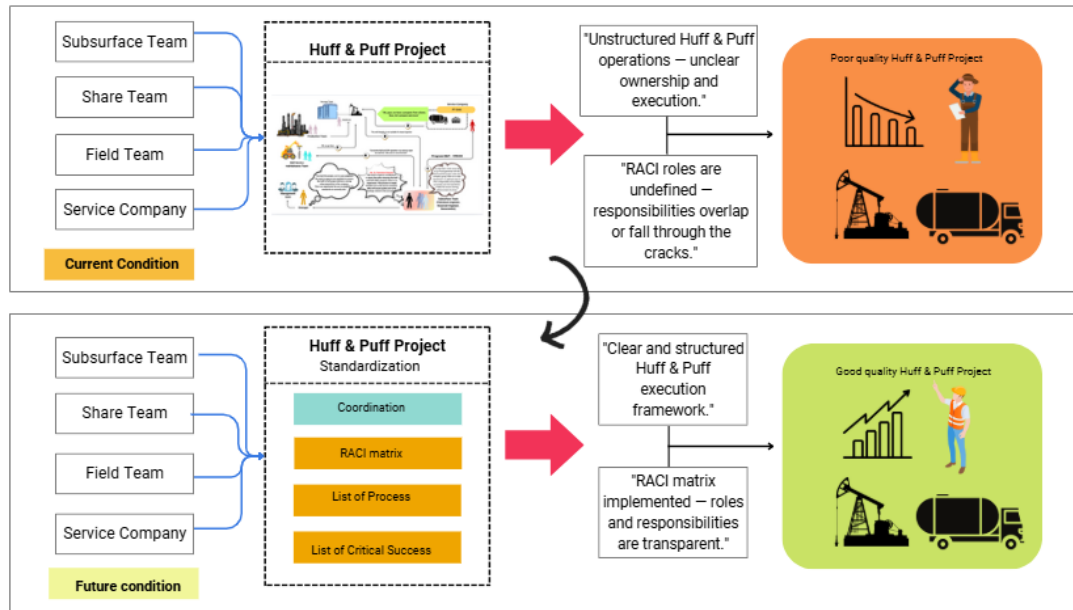 Subsurface Team
Share Team
Field Team
Service Company
Current Condition
Huff & Puff Project
"Unstructured Huff & Puff
operations — unclear
ownership and
execution."
"RACI roles are
undefined —
responsibilities overlap
or fall through the
cracks."
Poor quality Huff & Puff Project
Subsurface Team
Share Team
Field Team
Service Company
Future condition
Huff & Puff Project
Standardization
Coordination
RACI matrix
List of Process
List of Critical Success
"Clear and structured
Huff & Puff
execution
framework."
"RACI matrix
implemented — roles
and responsibilities
are transparent."
Good quality Huff & Puff Project